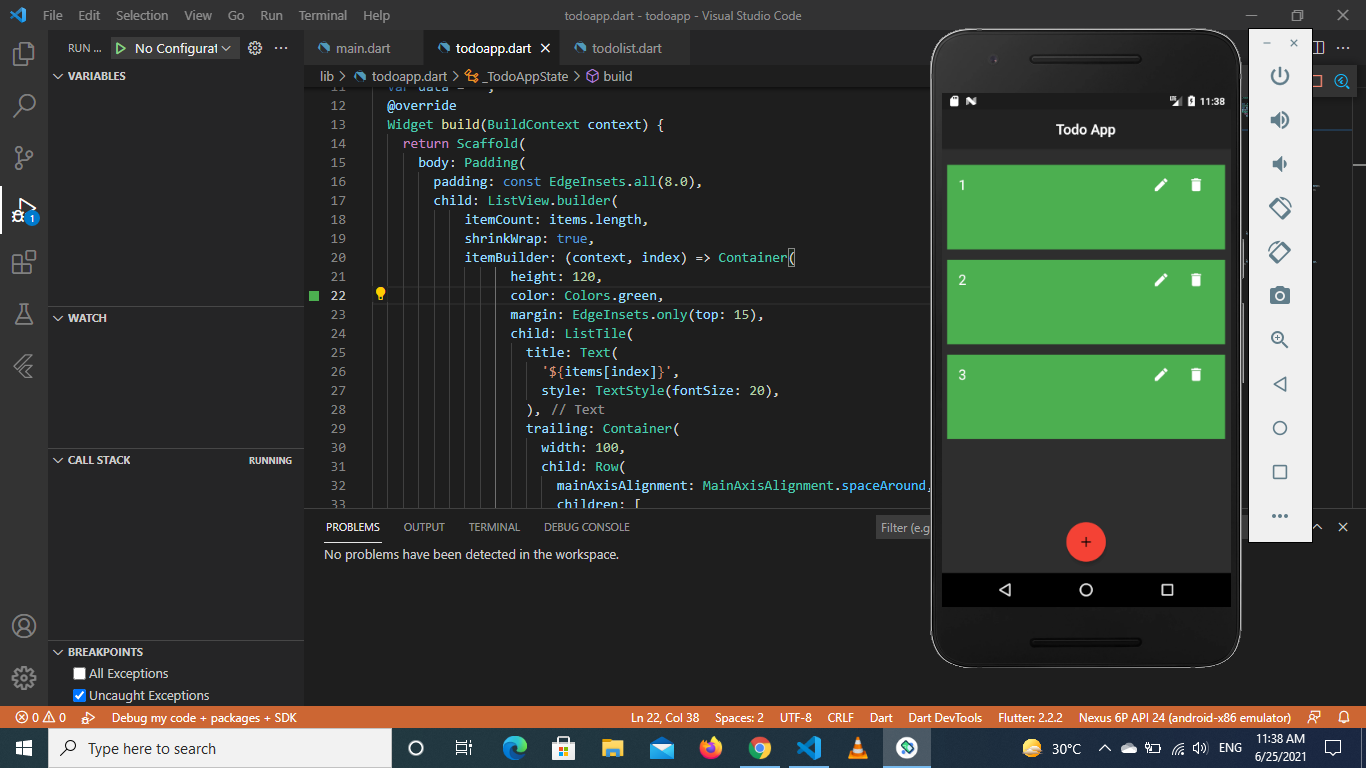 File Edit Selection View Go Run Terminal Help
todoapp.dart - todoapp - Visual Studio Code
RUN ... No Configurat
main.dart todoapp.dart todolist.dart
lib > todoapp.dart > _TodoAppState > build
VARIABLES
WATCH
CALL STACK RUNNING
BREAKPOINTS
All Exceptions
Uncaught Exceptions
1
11 var data =
12 @override
13 Widget build(BuildContext context) {
14 return Scaffold(
15 body: Padding(
16 padding: const EdgeInsets.all(8.0),
17 child: ListView.builder(
18 itemCount: items.length,
19 shrinkWrap: true,
20 itemBuilder: (context, index) => Container(
21 height: 120,
22 color: Colors.green,
23 margin: EdgeInsets.only(top: 15),
24 child: ListTile(
25 title: Text(
26 '${items[index]}',
27 style: TextStyle(fontSize: 20),
28 ), // Text
29 trailing: Container(
30 width: 100,
31 child: Row(
32 mainAxisAlignment: MainAxisAlignment.spaceAround,
33 children: [
PROBLEMS OUTPUT TERMINAL DEBUG CONSOLE
Filter (e.g
No problems have been detected in the workspace.
11:38
Todo App
1
2
3
+
0 0 Debug my code + packages + SDK
Ln 22, Col 38 Spaces: 2 UTF-8 CRLF Dart Dart DevTools Flutter: 2.2.2 Nexus 6P API 24 (android-x86 emulator)
Type here to search
30°C ENG
11:38 AM
6/25/2021